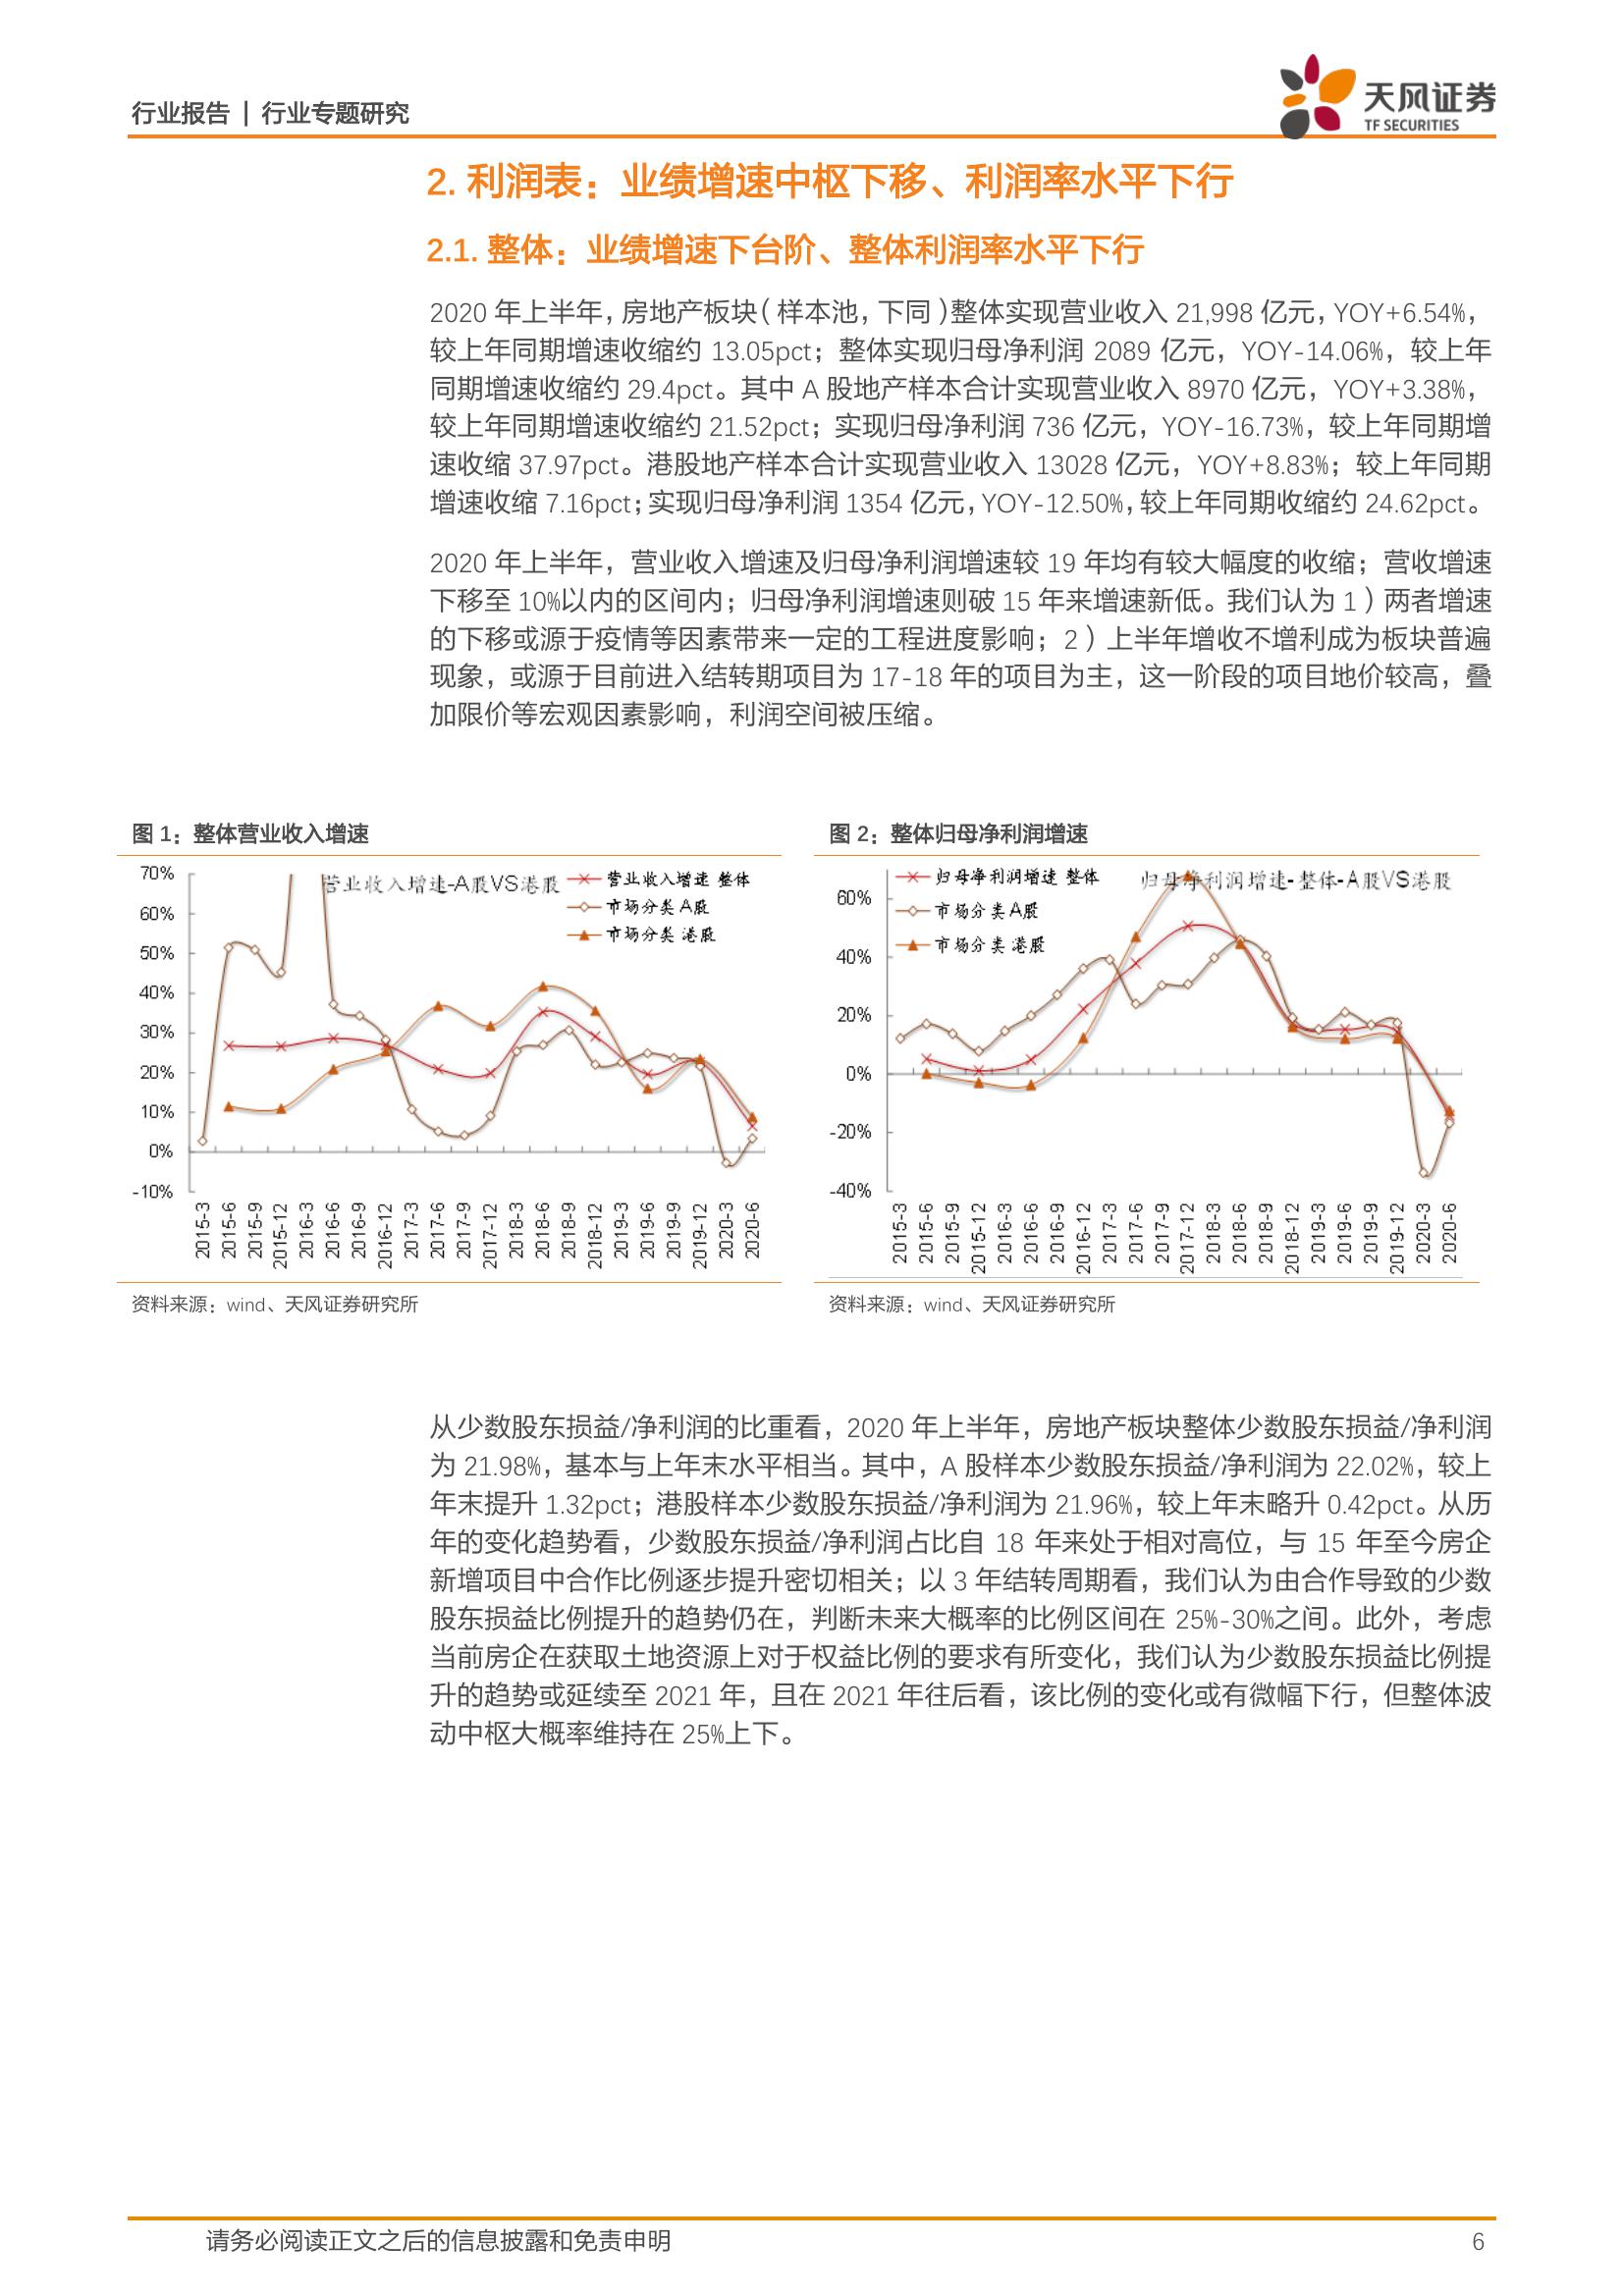 行业报告 | 行业专题研究
天风证券
TF SECURITIES
2. 利润表：业绩增速中枢下移、利润率水平下行
2.1. 整体：业绩增速下台阶、整体利润率水平下行
2020 年上半年，房地产板块（样本池，下同）整体实现营业收入 21,998 亿元，YOY+6.54%，
较上年同期增速收缩约 13.05pct；整体实现归母净利润 2089 亿元，YOY-14.06%，较上年
同期增速收缩约 29.4pct。其中 A 股地产样本合计实现营业收入 8970 亿元，YOY+3.38%，
较上年同期增速收缩约 21.52pct；实现归母净利润 736 亿元，YOY-16.73%，较上年同期增
速收缩 37.97pct。港股地产样本合计实现营业收入 13028 亿元，YOY+8.83%；较上年同期
增速收缩 7.16pct；实现归母净利润 1354 亿元，YOY-12.50%，较上年同期收缩约 24.62pct。
2020 年上半年，营业收入增速及归母净利润增速较 19 年均有较大幅度的收缩；营收增速
下移至 10%以内的区间内；归母净利润增速则破 15 年来增速新低。我们认为 1）两者增速
的下移或源于疫情等因素带来一定的工程进度影响；2）上半年增收不增利成为板块普遍
现象，或源于目前进入结转期项目为 17-18 年的项目为主，这一阶段的项目地价较高，叠
加限价等宏观因素影响，利润空间被压缩。
图 1：整体营业收入增速
营业收入增速-A股VS港股
营业收入增速 整体
市场分类 A股
市场分类 港股
70%
60%
50%
40%
30%
20%
10%
0%
-10%
2015-3
2015-6
2015-9
2015-12
2016-3
2016-6
2016-9
2016-12
2017-3
2017-6
2017-9
2017-12
2018-3
2018-6
2018-9
2018-12
2019-3
2019-6
2019-9
2019-12
2020-3
2020-6
资料来源：wind、天风证券研究所
图 2：整体归母净利润增速
归母净利润增速-整体-A股VS港股
归母净利润增速 整体
市场分类 A股
市场分类 港股
60%
40%
20%
0%
-20%
-40%
2015-3
2015-6
2015-9
2015-12
2016-3
2016-6
2016-9
2016-12
2017-3
2017-6
2017-9
2017-12
2018-3
2018-6
2018-9
2018-12
2019-3
2019-6
2019-9
2019-12
2020-3
2020-6
资料来源：wind、天风证券研究所
从少数股东损益/净利润的比重看，2020 年上半年，房地产板块整体少数股东损益/净利润
为 21.98%，基本与上年末水平相当。其中，A 股样本少数股东损益/净利润为 22.02%，较上
年末提升 1.32pct；港股样本少数股东损益/净利润为 21.96%，较上年末略升 0.42pct。从历
年的变化趋势看，少数股东损益/净利润占比自 18 年来处于相对高位，与 15 年至今房企
新增项目中合作比例逐步提升密切相关；以 3 年结转周期看，我们认为由合作导致的少数
股东损益比例提升的趋势仍在，判断未来大概率的比例区间在 25%-30%之间。此外，考虑
当前房企在获取土地资源上对于权益比例的要求有所变化，我们认为少数股东损益比例提
升的趋势或延续至 2021 年，且在 2021 年往后看，该比例的变化或有微幅下行，但整体波
动中枢大概率维持在 25%上下。
请务必阅读正文之后的信息披露和免责申明
6